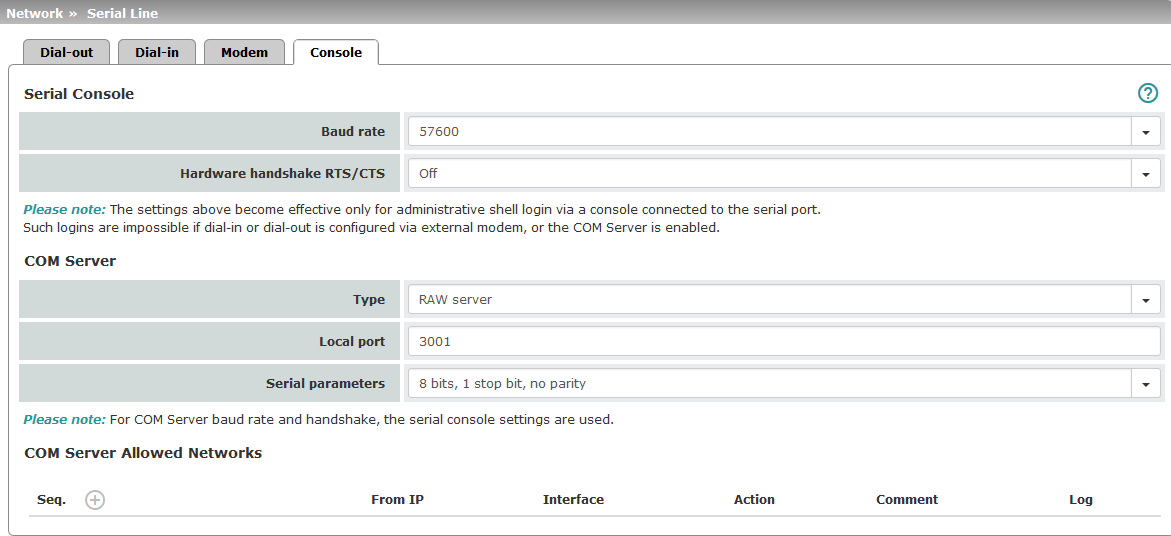 Network » Serial Line
Dial-out Dial-in Modem Console
Serial Console
Baud rate 57600
Hardware handshake RTS/CTS Off
Please note: The settings above become effective only for administrative shell login via a console connected to the serial port.
Such logins are impossible if dial-in or dial-out is configured via external modem, or the COM Server is enabled.
COM Server
Type RAW server
Local port 3001
Serial parameters 8 bits, 1 stop bit, no parity
Please note: For COM Server baud rate and handshake, the serial console settings are used.
COM Server Allowed Networks
Seq. From IP Interface Action Comment Log